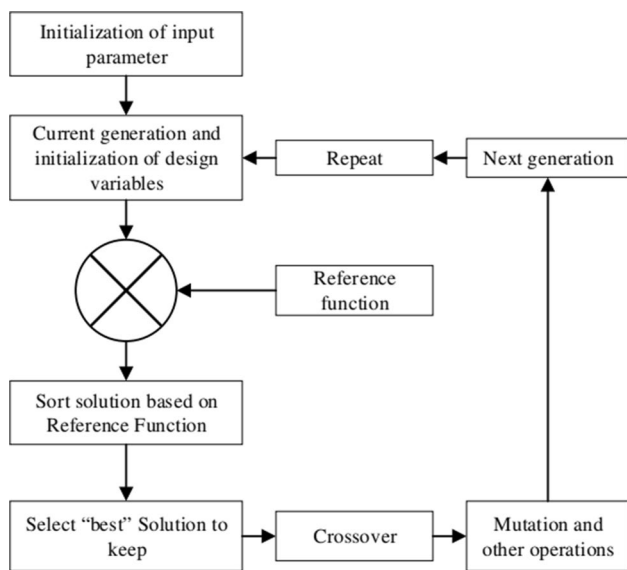 Initialization of input
parameter
Current generation and
initialization of design
variables
Repeat
Next generation
Reference
function
Sort solution based on
Reference Function
Select “best” Solution to
keep
Crossover
Mutation and
other operations